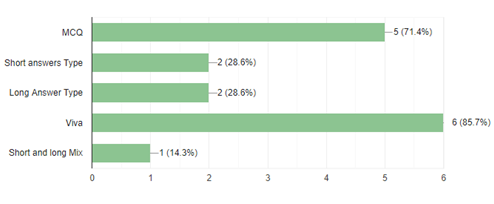 MCQ 5 (71.4%)
Short answers Type 2 (28.6%)
Long Answer Type 2 (28.6%)
Viva 6 (85.7%)
Short and long Mix 1 (14.3%)
0 1 2 3 4 5 6